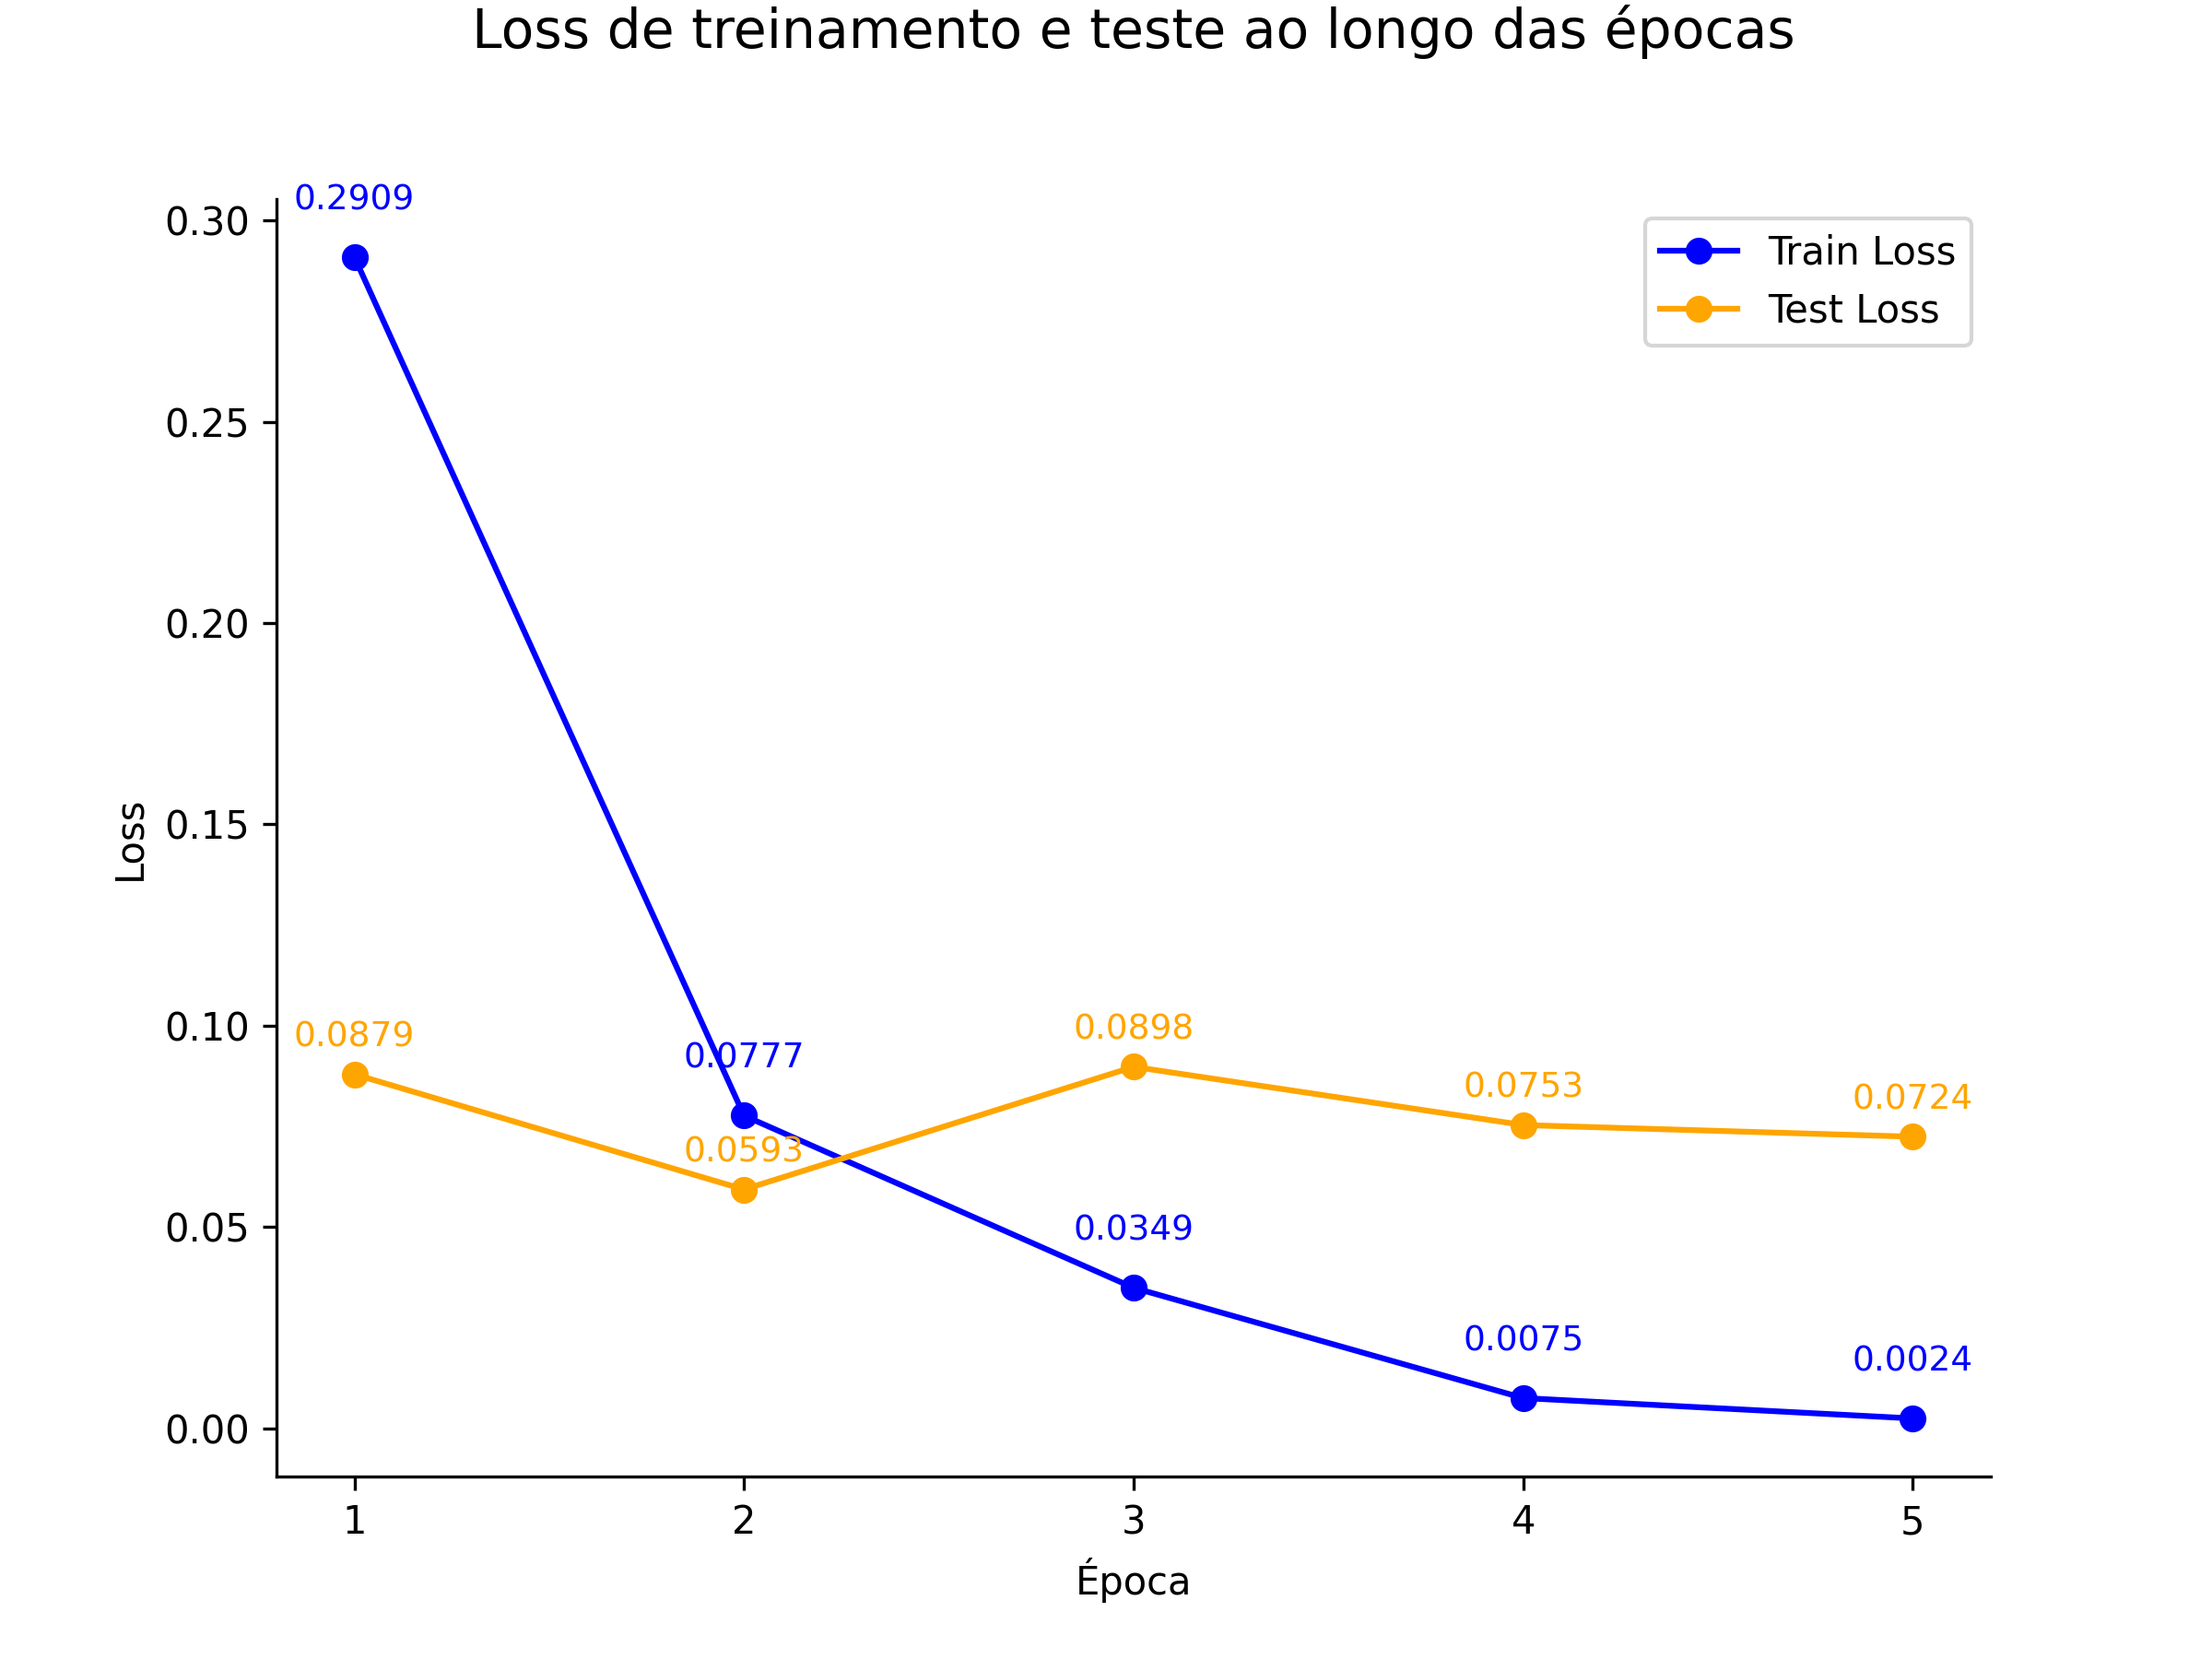 Loss de treinamento e teste ao longo das épocas
0.2909
0.30
Train Loss
Test Loss
0.25
0.20
0.15
Loss
0.10
0.0879
0.0777
0.0898
0.0753
0.0724
0.0593
0.05
0.0349
0.0075
0.0024
0.00
1 2 3 4 5
Época